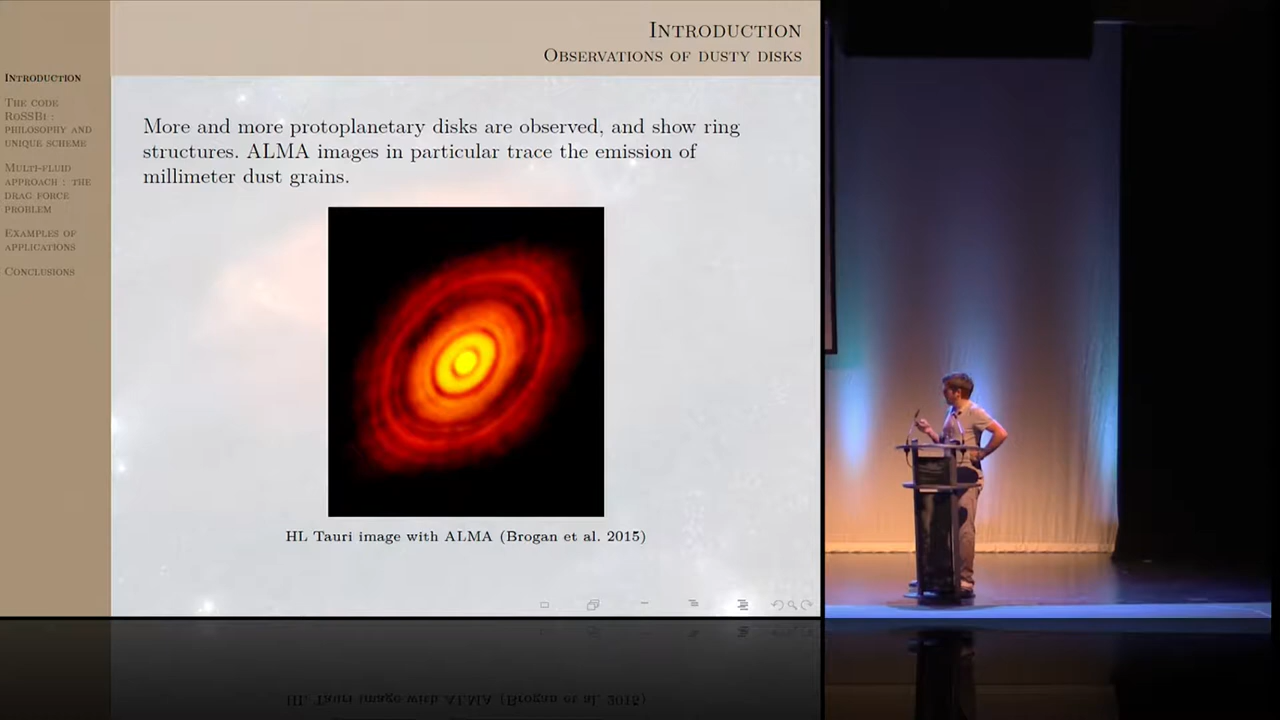 INTRODUCTION
OBSERVATIONS OF DUSTY DISKS
INTRODUCTION
THE CODE
ROSSBI :
PHILOSOPHY AND
UNIQUE SCHEME
MULTI-FLUID
APPROACH : THE
DRAG FORCE
PROBLEM
EXAMPLES OF
APPLICATIONS
CONCLUSIONS
More and more protoplanetary disks are observed, and show ring
structures. ALMA images in particular trace the emission of
millimeter dust grains.
HL Tauri image with ALMA (Brogan et al. 2015)